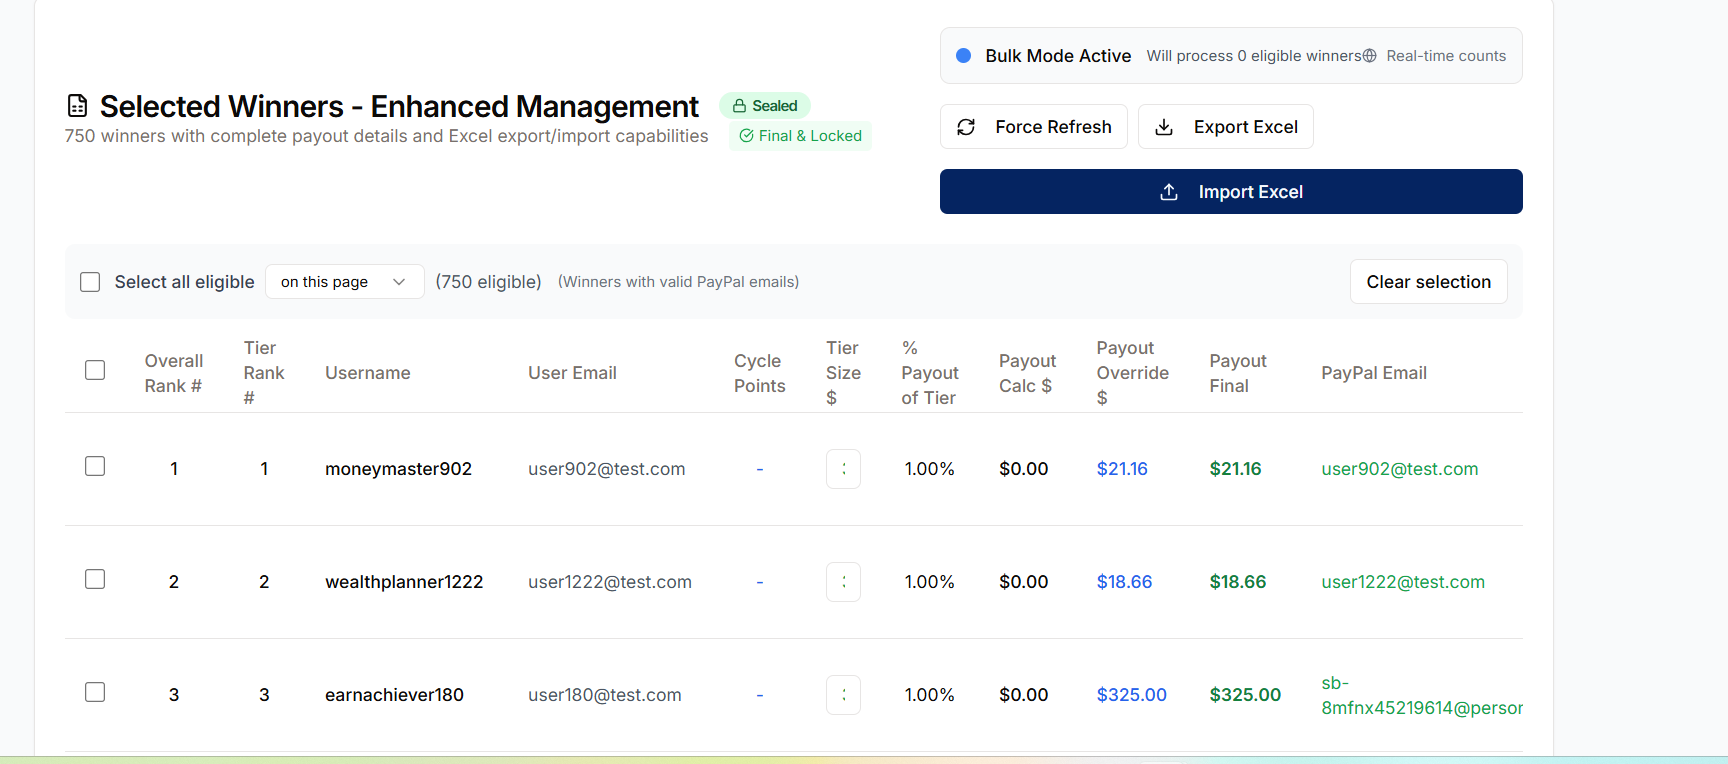 Bulk Mode Active Will process 0 eligible winners Real-time counts
Selected Winners - Enhanced Management Sealed
750 winners with complete payout details and Excel export/import capabilities Final & Locked
Force Refresh Export Excel
Import Excel
Select all eligible on this page (750 eligible) (Winners with valid PayPal emails) Clear selection
Overall Rank # Tier Rank # Username User Email Cycle Points Tier Size $ % Payout of Tier Payout Calc $ Payout Override $ Payout Final PayPal Email
1 1 moneymaster902 user902@test.com - 1.00% $0.00 $21.16 $21.16 user902@test.com
2 2 wealthplanner1222 user1222@test.com - 1.00% $0.00 $18.66 $18.66 user1222@test.com
3 3 earnachiever180 user180@test.com - 1.00% $0.00 $325.00 $325.00 sb-8mfnx45219614@person